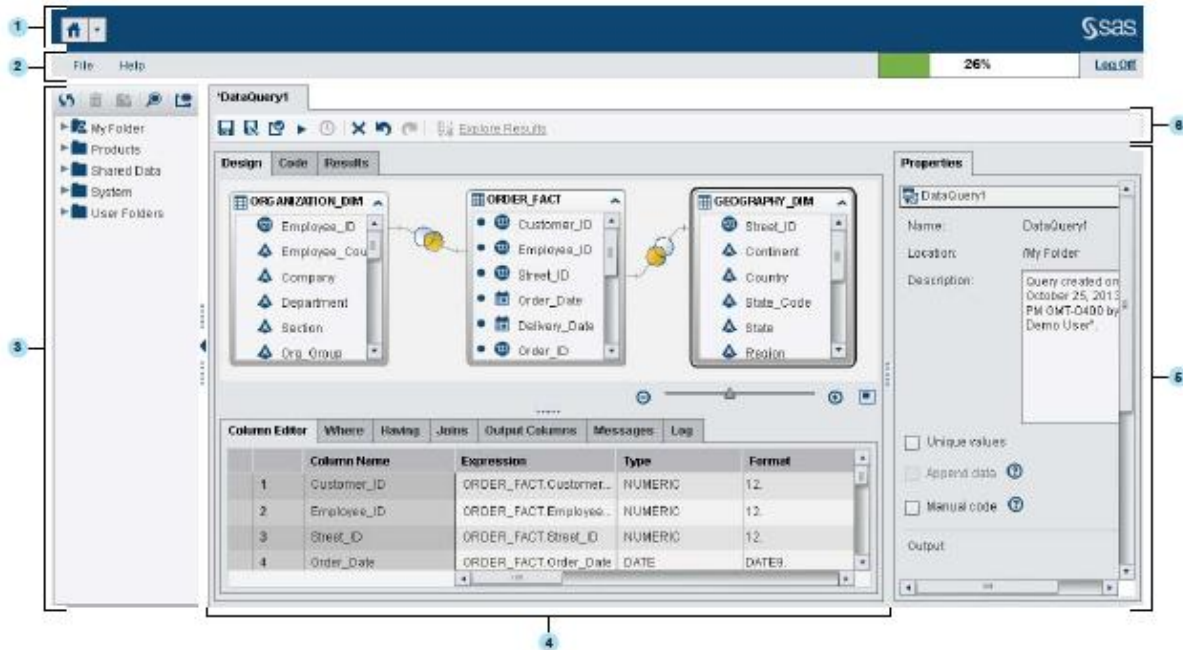 1
sas
2
File Help
26%
Log Off
3
My Folder
Products
Shared Data
System
User Folders
*DataQuery1
Explore Results
6
Design Code Results
ORGANIZATION_DIM
Employee_ID
Employee_Cou
Company
Department
Section
Org_Group
ORDER_FACT
Customer_ID
Employee_ID
Street_ID
Order_Date
Delivery_Date
Order_ID
GEOGRAPHY_DIM
Street_ID
Continent
Country
State_Code
State
Region
Column Editor Where Having Joins Output Columns Messages Log
Column Name Expression Type Format
1 Customer_ID ORDER_FACT.Customer... NUMERIC 12.
2 Employee_ID ORDER_FACT.Employee... NUMERIC 12.
3 Street_ID ORDER_FACT.Street_ID NUMERIC 12.
4 Order_Date ORDER_FACT.Order_Date DATE DATE9.
4
Properties
DataQuery1
Name: DataQuery1
Location: /My Folder
Description: Query created on
October 25, 2013
PM GMT-0400 by
Demo User".
Unique values
Append data
Manual code
Output
5